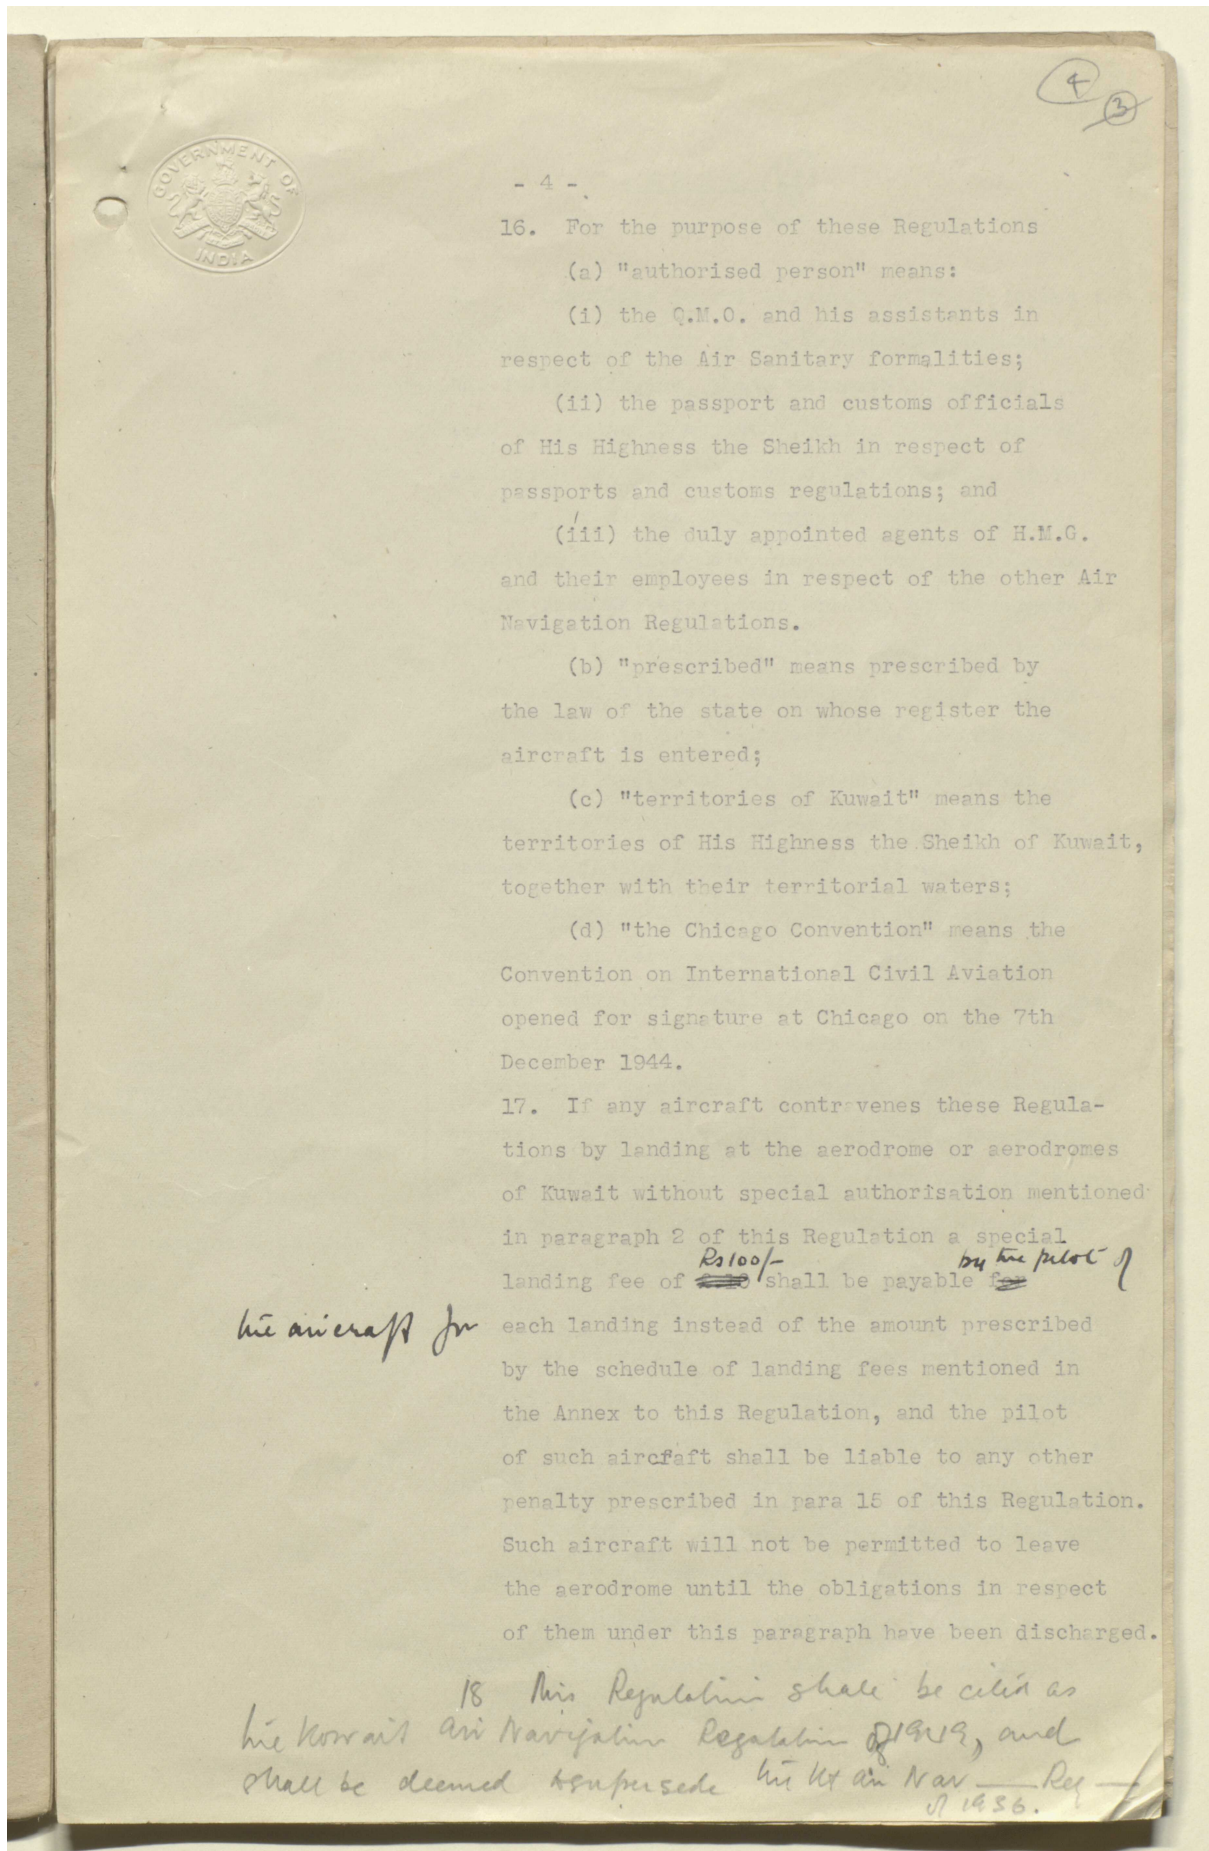 4
3
GOVERNMENT OF
INDIA
- 4 -
16. For the purpose of these Regulations
(a) "authorised person" means:
(i) the Q.M.O. and his assistants in
respect of the Air Sanitary formalities;
(ii) the passport and customs officials
of His Highness the Sheikh in respect of
passports and customs regulations; and
(iii) the duly appointed agents of H.M.G.
and their employees in respect of the other Air
Navigation Regulations.
(b) "prescribed" means prescribed by
the law of the state on whose register the
aircraft is entered;
(c) "territories of Kuwait" means the
territories of His Highness the Sheikh of Kuwait,
together with their territorial waters;
(d) "the Chicago Convention" means the
Convention on International Civil Aviation
opened for signature at Chicago on the 7th
December 1944.
17. If any aircraft contravenes these Regula-
tions by landing at the aerodrome or aerodromes
of Kuwait without special authorisation mentioned
in paragraph 2 of this Regulation a special
Rs100/- by the pilot of
landing fee of shall be payable for
the aircraft for each landing instead of the amount prescribed
by the schedule of landing fees mentioned in
the Annex to this Regulation, and the pilot
of such aircraft shall be liable to any other
penalty prescribed in para 15 of this Regulation.
Such aircraft will not be permitted to leave
the aerodrome until the obligations in respect
of them under this paragraph have been discharged.
18 This Regulation shall be cited as
the Kowait Air Navigation Regulation of 1949, and
shall be deemed to supersede the Kt Air Nav — Reg —
of 1936.